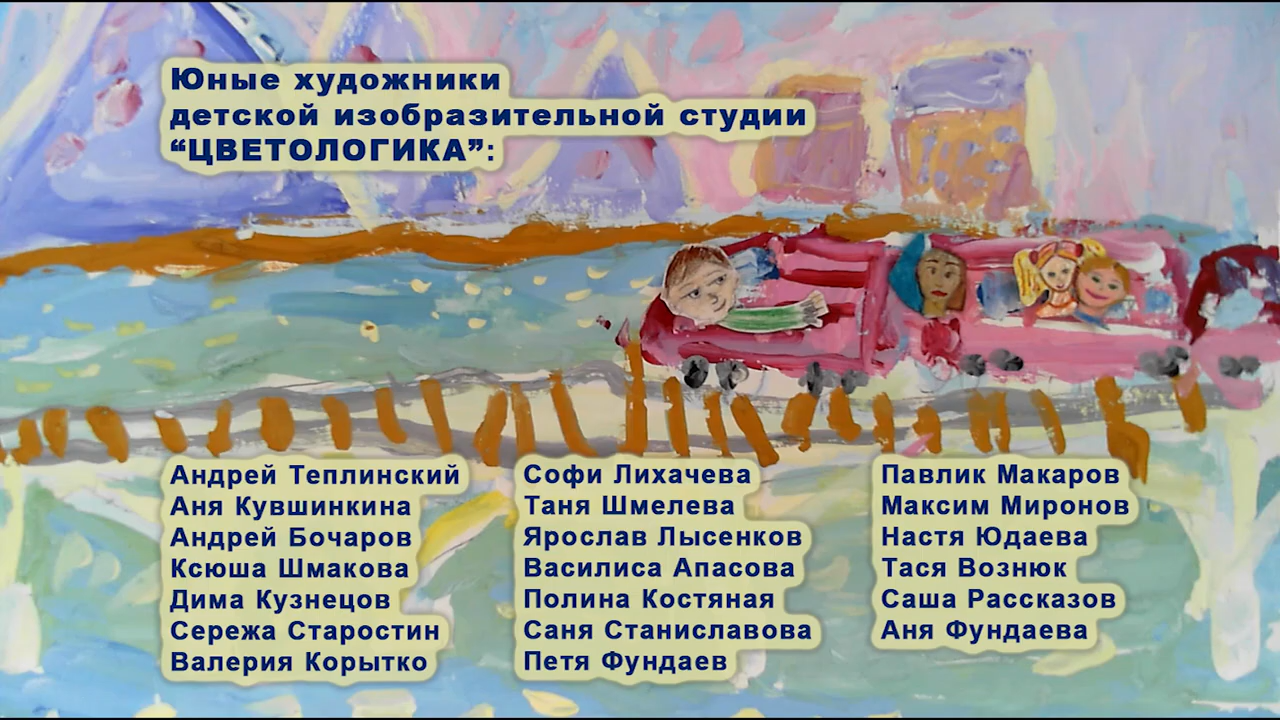 Юные художники
детской изобразительной студии
“ЦВЕТОЛОГИКА”:
Андрей Теплинский
Аня Кувшинкина
Андрей Бочаров
Ксюша Шмакова
Дима Кузнецов
Сережа Старостин
Валерия Корытко
Софи Лихачева
Таня Шмелева
Ярослав Лысенков
Василиса Апасова
Полина Костяная
Саня Станиславова
Петя Фундаев
Павлик Макаров
Максим Миронов
Настя Юдаева
Тася Вознюк
Саша Рассказов
Аня Фундаева